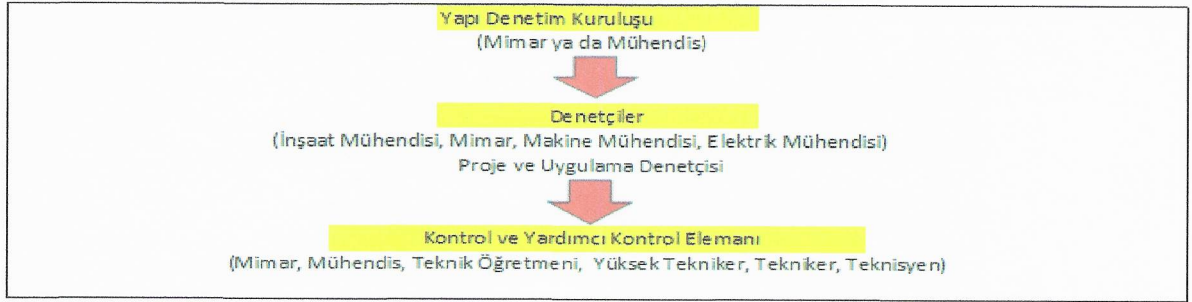 Yapı Denetim Kuruluşu
(Mimar ya da Mühendis)
Denetçiler
(İnşaat Mühendisi, Mimar, Makine Mühendisi, Elektrik Mühendisi)
Proje ve Uygulama Denetçisi
Kontrol ve Yardımcı Kontrol Elemanı
(Mimar, Mühendis, Teknik Öğretmeni, Yüksek Tekniker, Tekniker, Teknisyen)